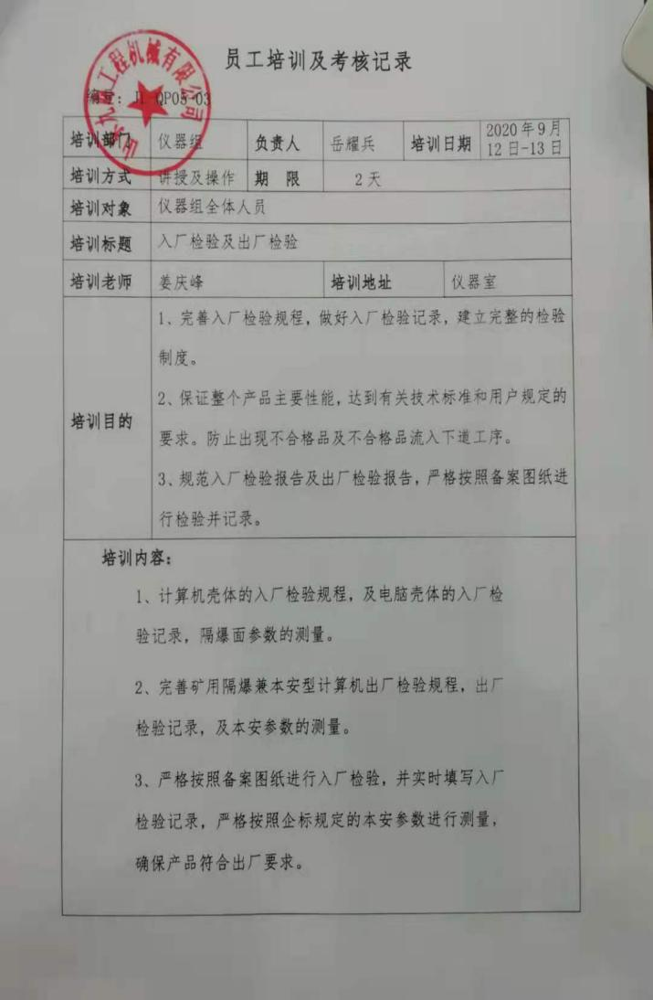 员工培训及考核记录
编号：JL QP05-03
工程机械有限公司
培训部门 仪器组 负责人 岳耀兵 培训日期 2020年9月
12日-13日
培训方式 讲授及操作 期 限 2天
培训对象 仪器组全体人员
培训标题 入厂检验及出厂检验
培训老师 姜庆峰 培训地址 仪器室
培训目的
1、完善入厂检验规程，做好入厂检验记录，建立完整的检验
制度。
2、保证整个产品主要性能，达到有关技术标准和用户规定的
要求。防止出现不合格品及不合格品流入下道工序。
3、规范入厂检验报告及出厂检验报告，严格按照备案图纸进
行检验并记录。
培训内容：
1、计算机壳体的入厂检验规程，及电脑壳体的入厂检
验记录，隔爆面参数的测量。
2、完善矿用隔爆兼本安型计算机出厂检验规程，出厂
检验记录，及本安参数的测量。
3、严格按照备案图纸进行入厂检验，并实时填写入厂
检验记录，严格按照企标规定的本安参数进行测量，
确保产品符合出厂要求。